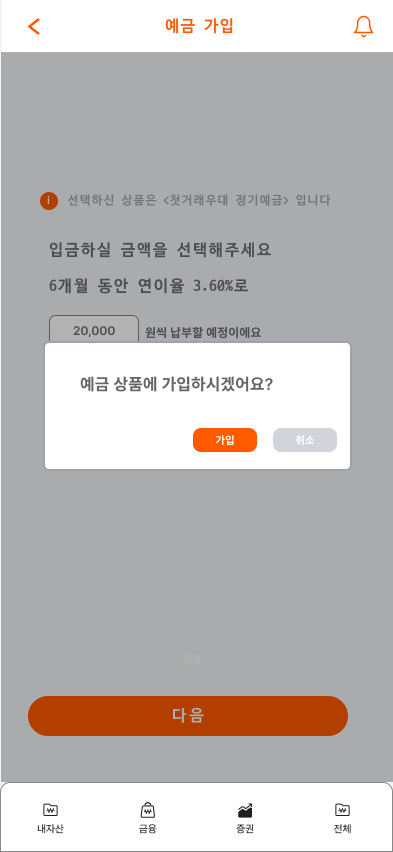 예금 가입
선택하신 상품은 <첫거래우대 정기예금> 입니다
입금하실 금액을 선택해주세요
6개월 동안 연이율 3.60%로
20,000 원씩 납부할 예정이에요
예금 상품에 가입하시겠어요?
가입 취소
다음
내자산 금융 증권 전체